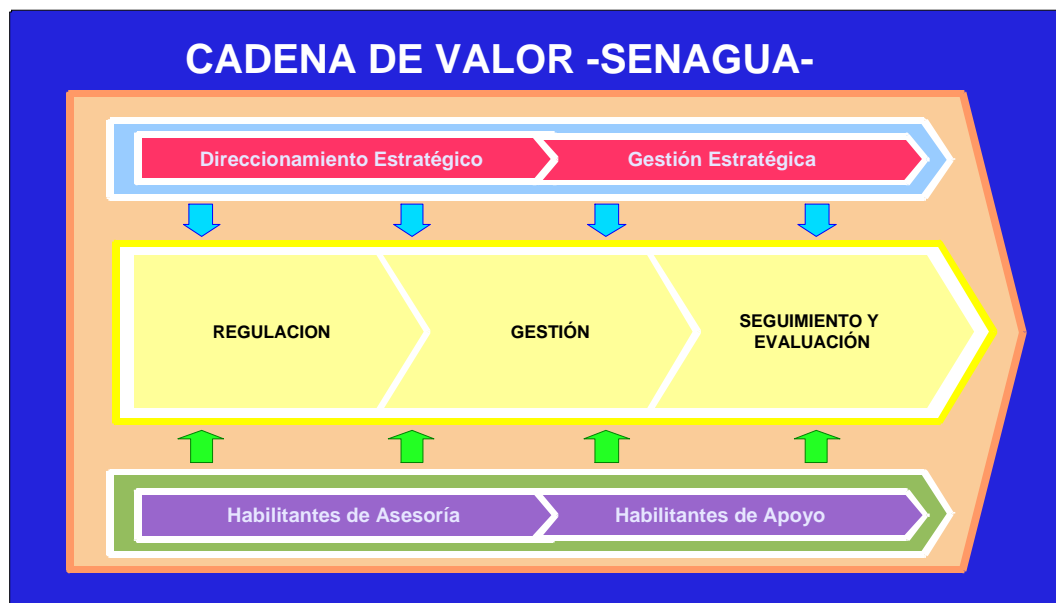 CADENA DE VALOR -SENAGUA-
Direccionamiento Estratégico
Gestión Estratégica
REGULACION
GESTIÓN
SEGUIMIENTO Y
EVALUACIÓN
Habilitantes de Asesoría
Habilitantes de Apoyo